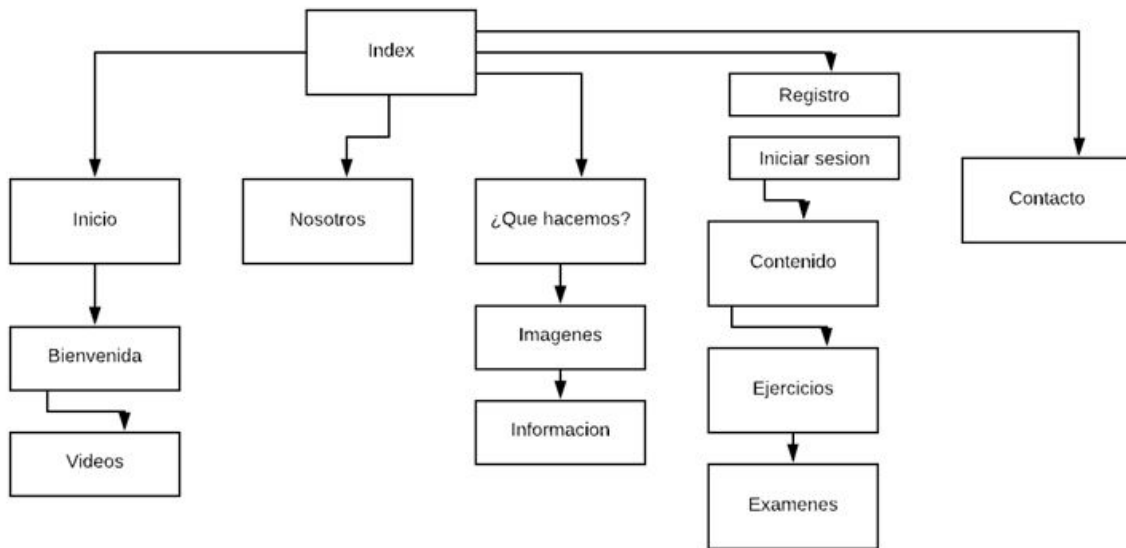 Index
Registro
Iniciar sesion
Inicio
Nosotros
¿Que hacemos?
Contacto
Contenido
Bienvenida
Imagenes
Ejercicios
Videos
Informacion
Examenes